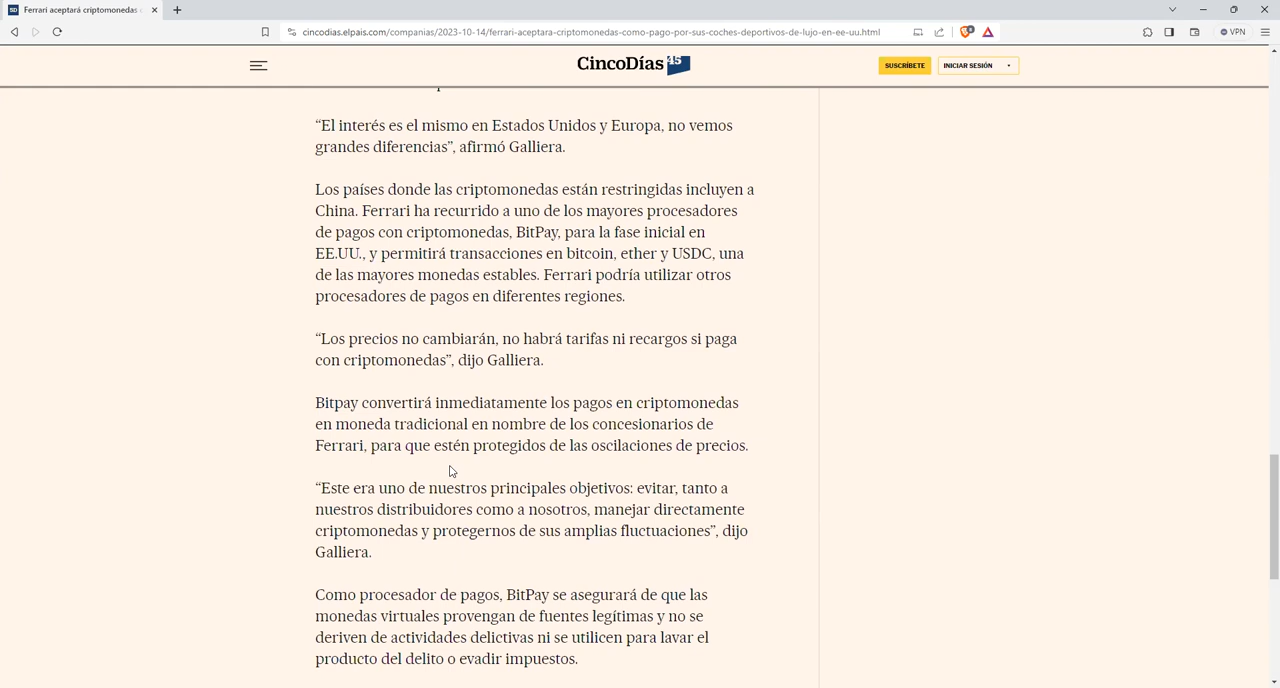 Ferrari aceptará criptomonedas c
cincodias.elpais.com/companias/2023-10-14/ferrari-aceptara-criptomonedas-como-pago-por-sus-coches-deportivos-de-lujo-en-ee-uu.html
VPN
CincoDías 45
SUSCRÍBETE
INICIAR SESIÓN
“El interés es el mismo en Estados Unidos y Europa, no vemos
grandes diferencias”, afirmó Galliera.
Los países donde las criptomonedas están restringidas incluyen a
China. Ferrari ha recurrido a uno de los mayores procesadores
de pagos con criptomonedas, BitPay, para la fase inicial en
EE.UU., y permitirá transacciones en bitcoin, ether y USDC, una
de las mayores monedas estables. Ferrari podría utilizar otros
procesadores de pagos en diferentes regiones.
“Los precios no cambiarán, no habrá tarifas ni recargos si paga
con criptomonedas”, dijo Galliera.
Bitpay convertirá inmediatamente los pagos en criptomonedas
en moneda tradicional en nombre de los concesionarios de
Ferrari, para que estén protegidos de las oscilaciones de precios.
“Este era uno de nuestros principales objetivos: evitar, tanto a
nuestros distribuidores como a nosotros, manejar directamente
criptomonedas y protegernos de sus amplias fluctuaciones”, dijo
Galliera.
Como procesador de pagos, BitPay se asegurará de que las
monedas virtuales provengan de fuentes legítimas y no se
deriven de actividades delictivas ni se utilicen para lavar el
producto del delito o evadir impuestos.